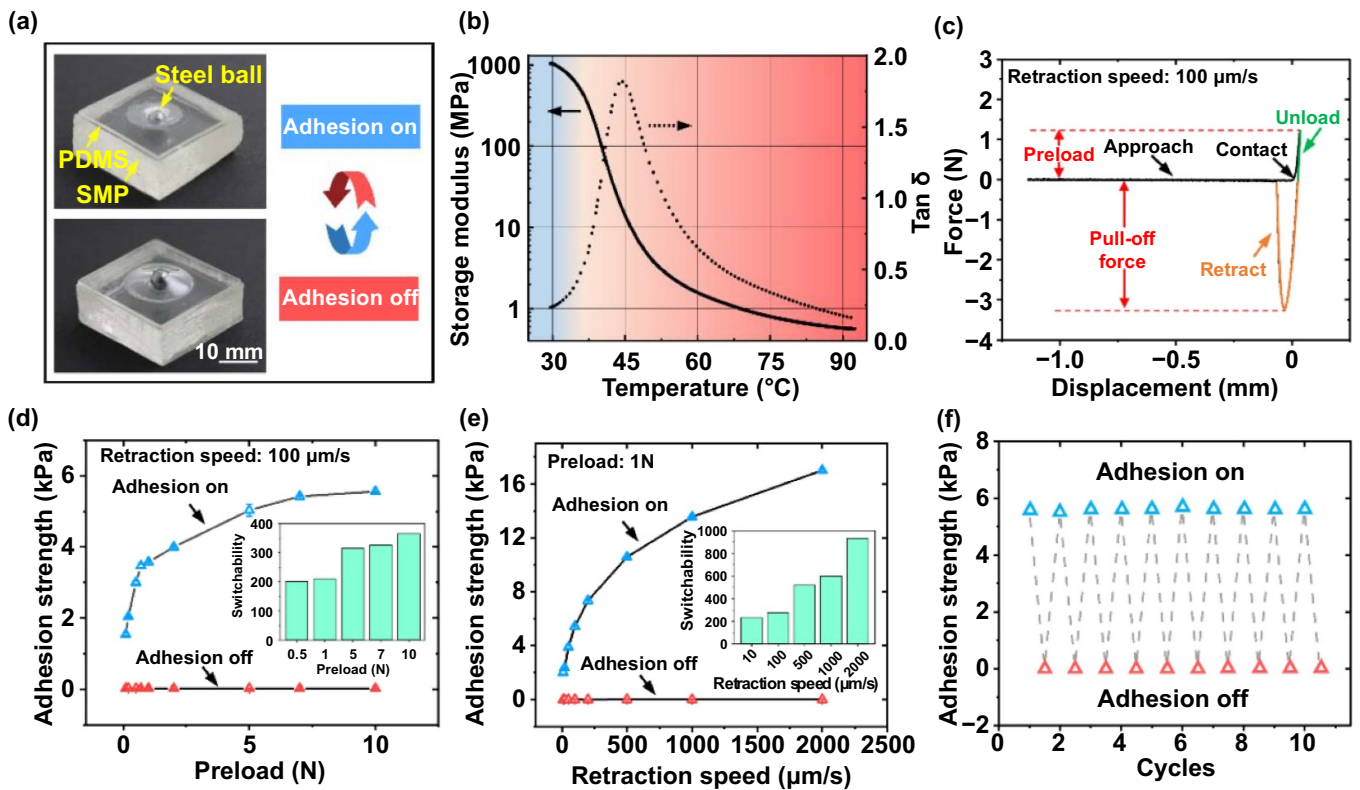 (a)
Steel ball
PDMS
SMP
10 mm
Adhesion on
Adhesion off
(b)
Storage modulus (MPa)
1000
100
10
1
30
45
60
75
90
Temperature (°C)
2.0
1.5
1.0
0.5
0.0
Tan δ
(c)
Retraction speed: 100 μm/s
Preload
Approach
Contact
Unload
Pull-off
force
Retract
Force (N)
3
2
1
0
−1
−2
−3
−4
−1.0
−0.5
0
Displacement (mm)
(d)
Retraction speed: 100 μm/s
Adhesion on
Adhesion off
Adhesion strength (kPa)
6
4
2
0
0
5
10
Preload (N)
Switchability
400
300
200
100
0
0.5
1
5
7
10
Preload (N)
(e)
Preload: 1N
Adhesion on
Adhesion off
Adhesion strength (kPa)
16
12
8
4
0
0
500
1000
1500
2000
2500
Retraction speed (μm/s)
Switchability
1000
800
600
400
200
0
10
100
500
1000
2000
Retraction speed (μm/s)
(f)
Adhesion on
Adhesion off
Adhesion strength (kPa)
8
6
4
2
0
−2
0
2
4
6
8
10
Cycles